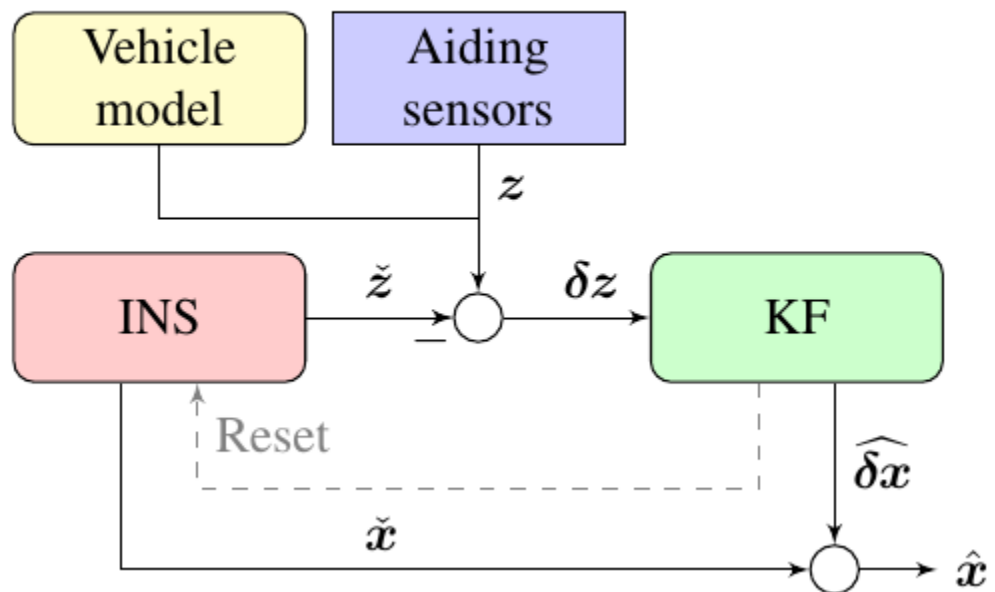 Vehicle
model
Aiding
sensors
z
INS
ž
−
δz
KF
Reset
δx̂
x̌
x̂